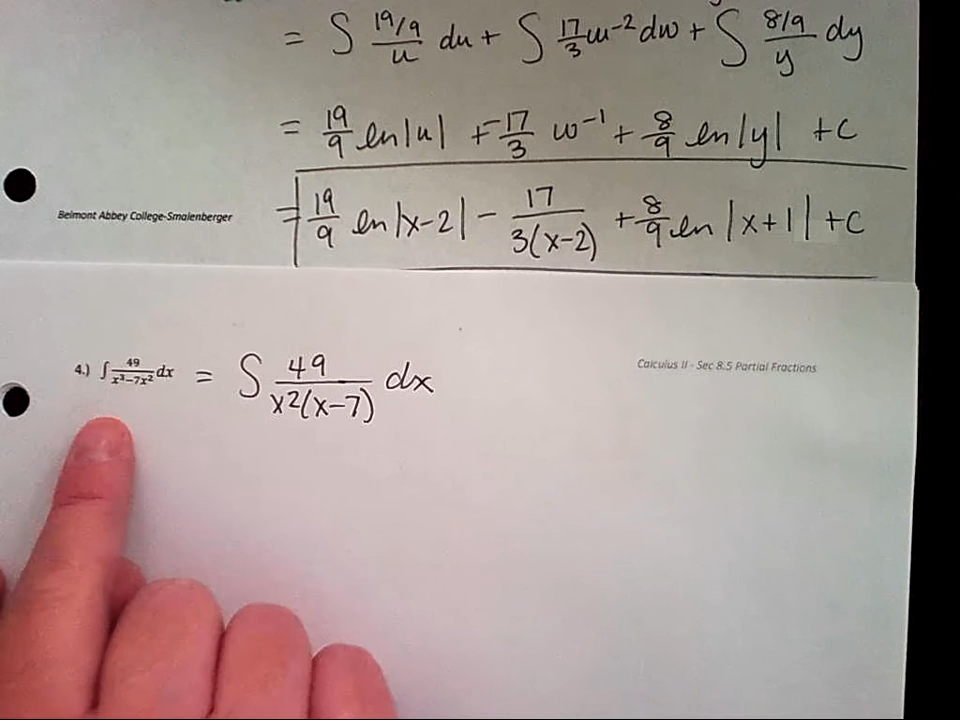 = ∫ 19/9/u du + ∫ 17/3 w⁻² dw + ∫ 8/9/y dy
= 19/9 ln|u| + -17/3 w⁻¹ + 8/9 ln|y| + c
= 19/9 ln|x-2| - 17/3(x-2) + 8/9 ln|x+1| + c
Belmont Abbey College-Smalenberger
Calculus II - Sec 8.5 Partial Fractions
4.) ∫ 49/x³−7x² dx = ∫ 49/x²(x-7) dx